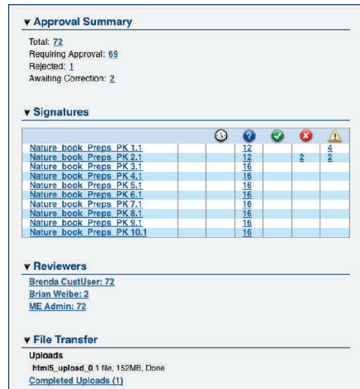 ▼ Approval Summary
Total: 72
Requiring Approval: 69
Rejected: 1
Awaiting Correction: 2
▼ Signatures
Nature_book_Preps_PK 1.1 12 4
Nature_book_Preps_PK 2.1 12 2 2
Nature_book_Preps_PK 3.1 16
Nature_book_Preps_PK 4.1 16
Nature_book_Preps_PK 5.1 16
Nature_book_Preps_PK 6.1 16
Nature_book_Preps_PK 7.1 16
Nature_book_Preps_PK 8.1 16
Nature_book_Preps_PK 9.1 16
Nature_book_Preps_PK 10.1 16
▼ Reviewers
Brenda CustUser: 72
Brian Weibe: 2
ME Admin: 72
▼ File Transfer
Uploads
html5_upload_0 1 file, 152MB, Done
Completed Uploads (1)